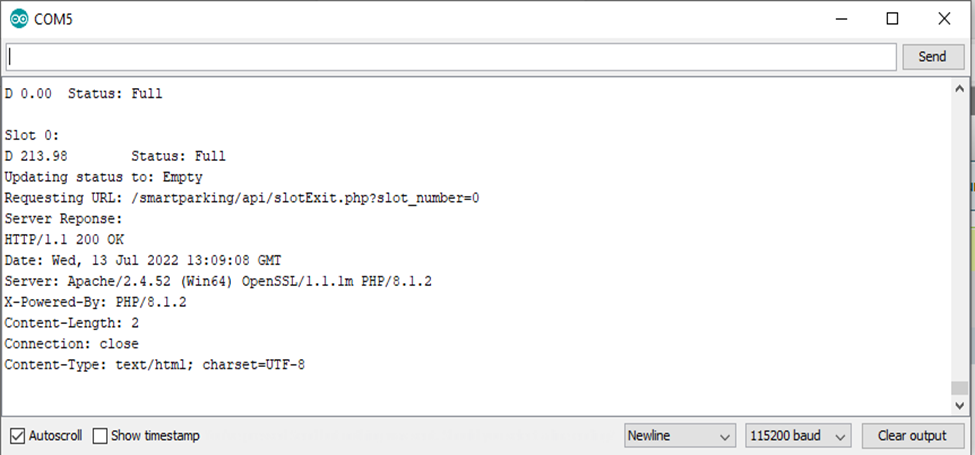 COM5
Send
D 0.00  Status: Full
Slot 0:
D 213.98        Status: Full
Updating status to: Empty
Requesting URL: /smartparking/api/slotExit.php?slot_number=0
Server Reponse:
HTTP/1.1 200 OK
Date: Wed, 13 Jul 2022 13:09:08 GMT
Server: Apache/2.4.52 (Win64) OpenSSL/1.1.1m PHP/8.1.2
X-Powered-By: PHP/8.1.2
Content-Length: 2
Connection: close
Content-Type: text/html; charset=UTF-8
Autoscroll Show timestamp Newline 115200 baud Clear output